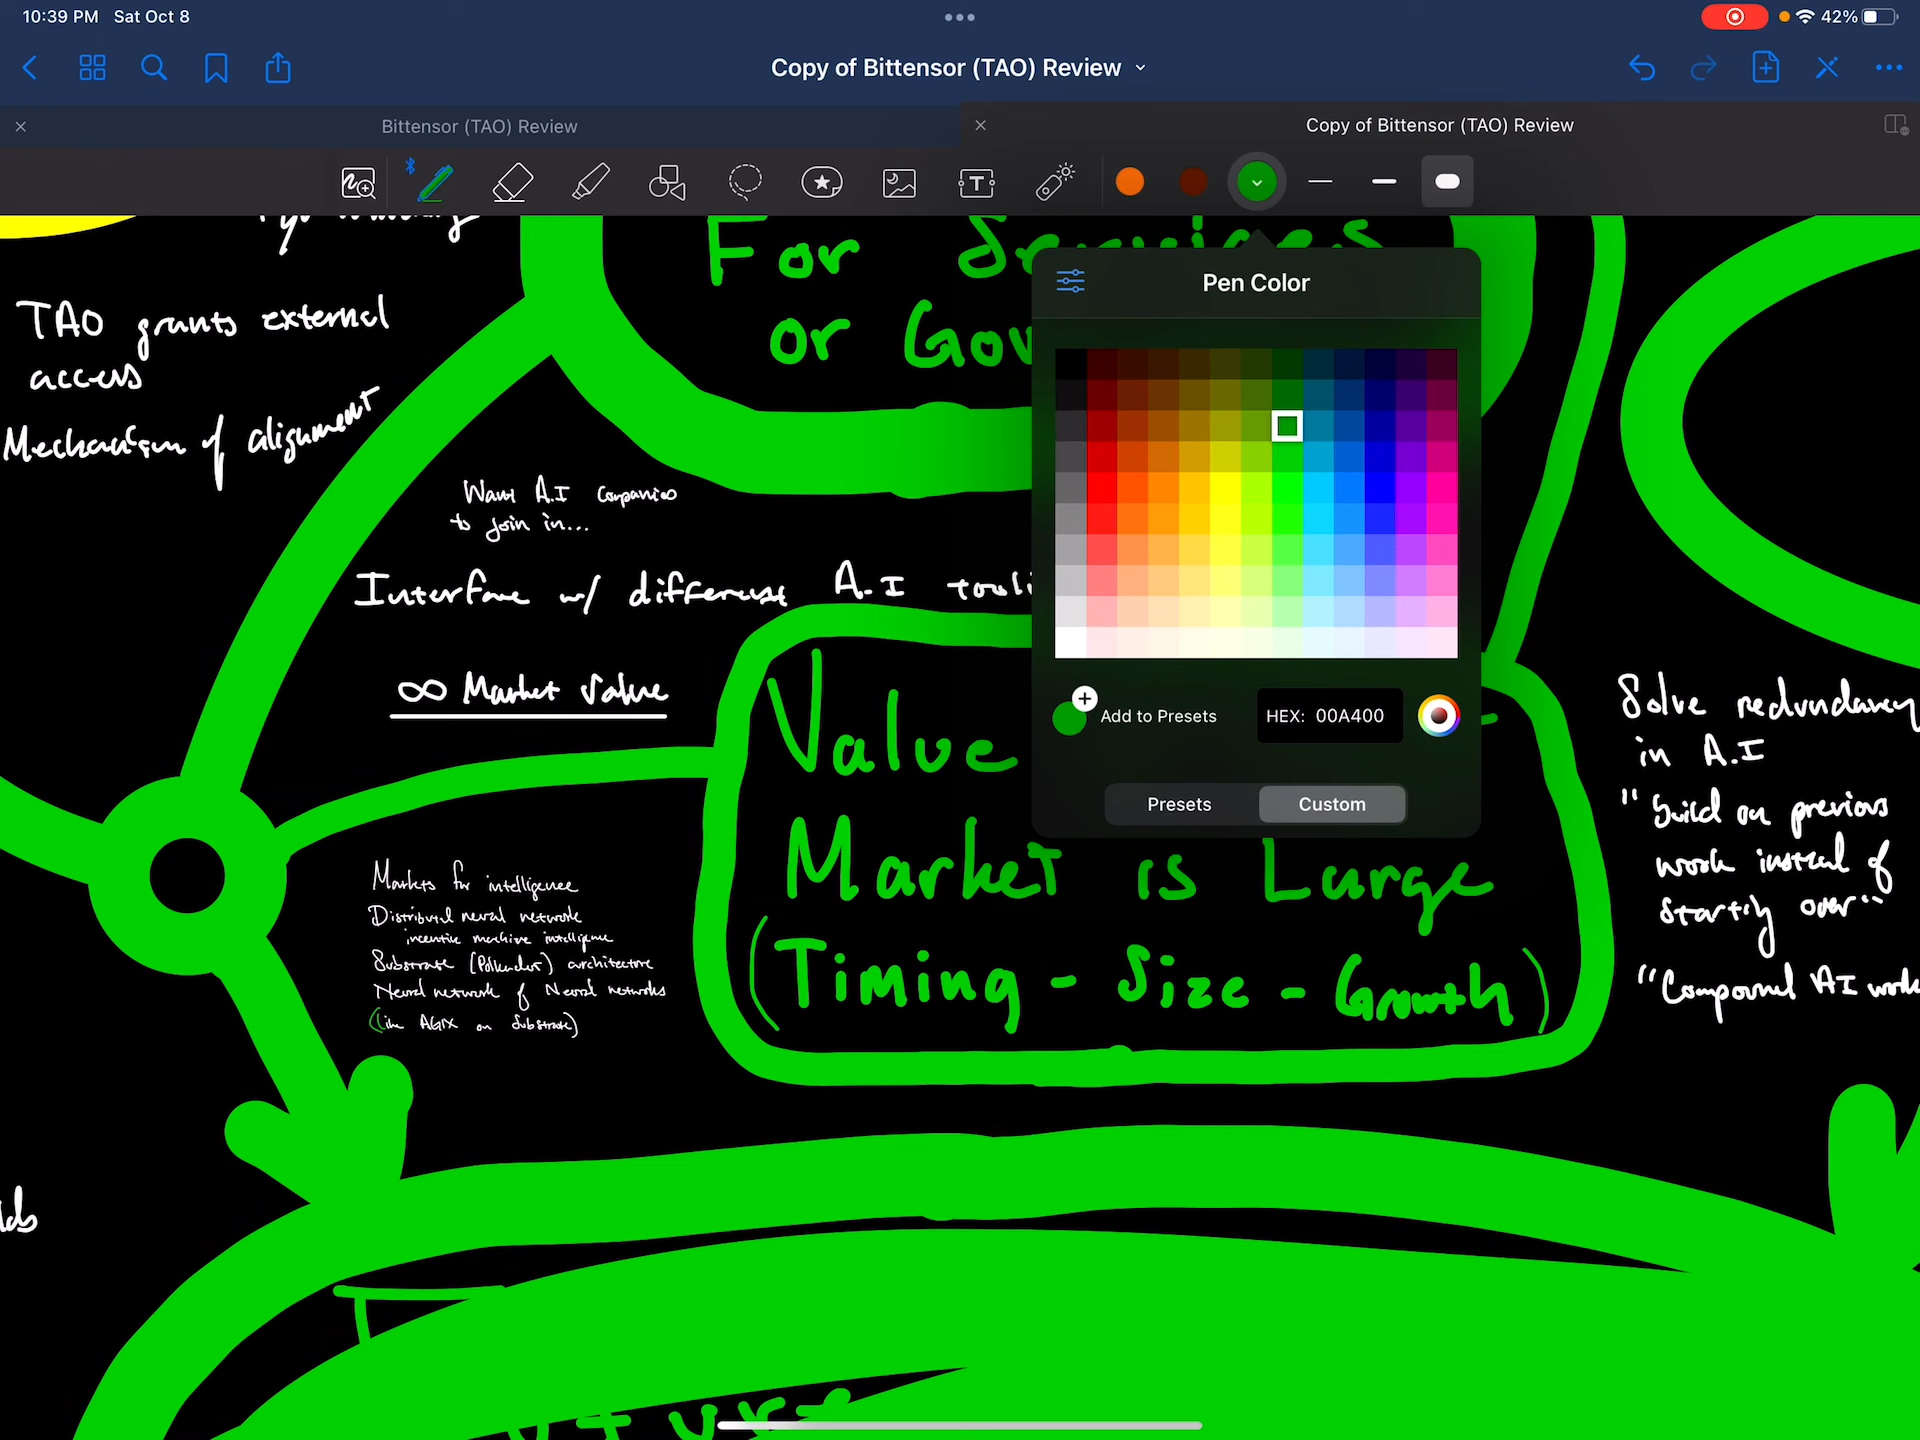 10:39 PM Sat Oct 8
42%
Copy of Bittensor (TAO) Review
Bittensor (TAO) Review
Copy of Bittensor (TAO) Review
For Services
or Gov
TAO grants external
access
Mechanism of alignment
Want A.I companies
to join in...
Interface w/ different A.I tooli
∞ Market Value
Pen Color
Add to Presets
HEX: 00A400
Presets
Custom
Value
Market is Large
(Timing - Size - Growth)
Markets for intelligence
Distributed neural network
incentive machine intelligence
Substrate (Polkadot) architecture
Neural network of Neural networks
(like AGIX on Substrate)
Solve redundancy
in A.I
"build on previous
work instead of
starting over"
"Compound AI work